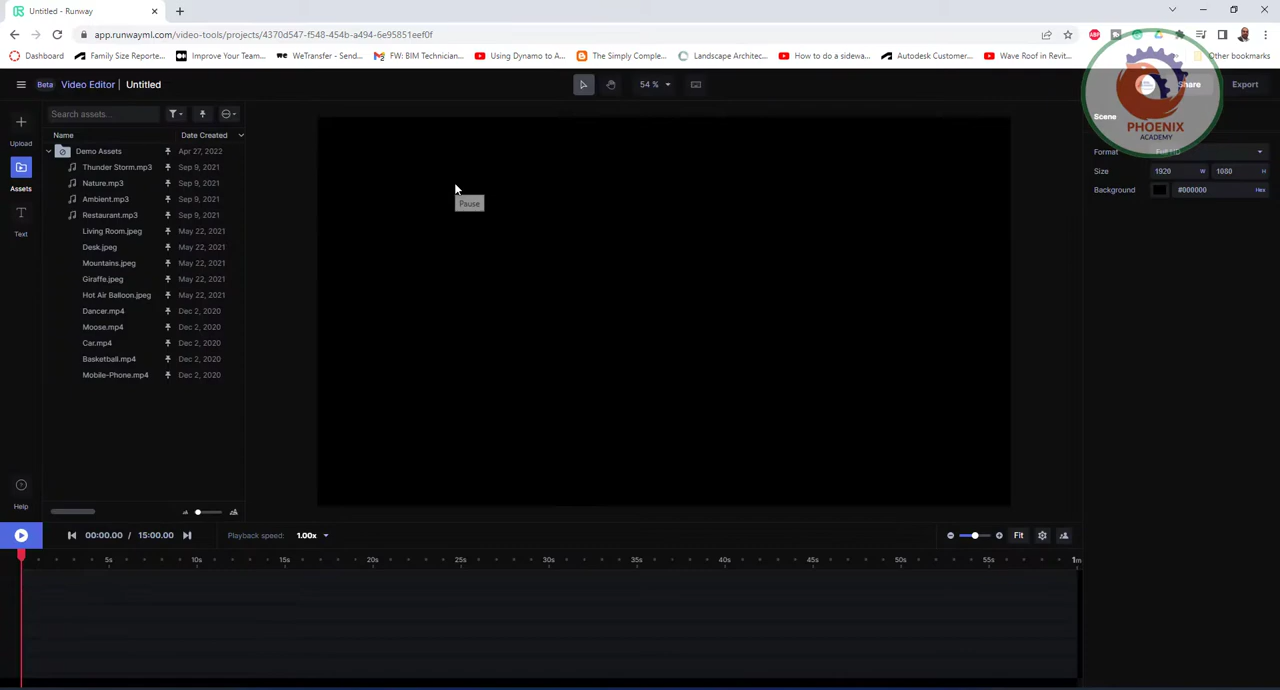 Untitled - Runway
app.runwayml.com/video-tools/projects/4370d547-f548-454b-a494-6e95851eef0f
Dashboard
Family Size Reporte...
Improve Your Team...
WeTransfer - Send...
FW: BIM Technician...
Using Dynamo to A...
The Simply Comple...
Landscape Architec...
How to do a sidewa...
Autodesk Customer...
Wave Roof in Revit...
Other bookmarks
Beta Video Editor | Untitled
54 %
Share
Export
PHOENIX
ACADEMY
Upload
Assets
Text
Help
Search assets...
Name Date Created
Demo Assets Apr 27, 2022
Thunder Storm.mp3 Sep 9, 2021
Nature.mp3 Sep 9, 2021
Ambient.mp3 Sep 9, 2021
Restaurant.mp3 Sep 9, 2021
Living Room.jpeg May 22, 2021
Desk.jpeg May 22, 2021
Mountains.jpeg May 22, 2021
Giraffe.jpeg May 22, 2021
Hot Air Balloon.jpeg May 22, 2021
Dancer.mp4 Dec 2, 2020
Moose.mp4 Dec 2, 2020
Car.mp4 Dec 2, 2020
Basketball.mp4 Dec 2, 2020
Mobile-Phone.mp4 Dec 2, 2020
Pause
Scene
Format Full HD
Size 1920 W 1080 H
Background #000000 Hex
00:00.00 / 15:00.00
Playback speed: 1.00x
Fit
5s 10s 15s 20s 25s 30s 35s 40s 45s 50s 55s 1m